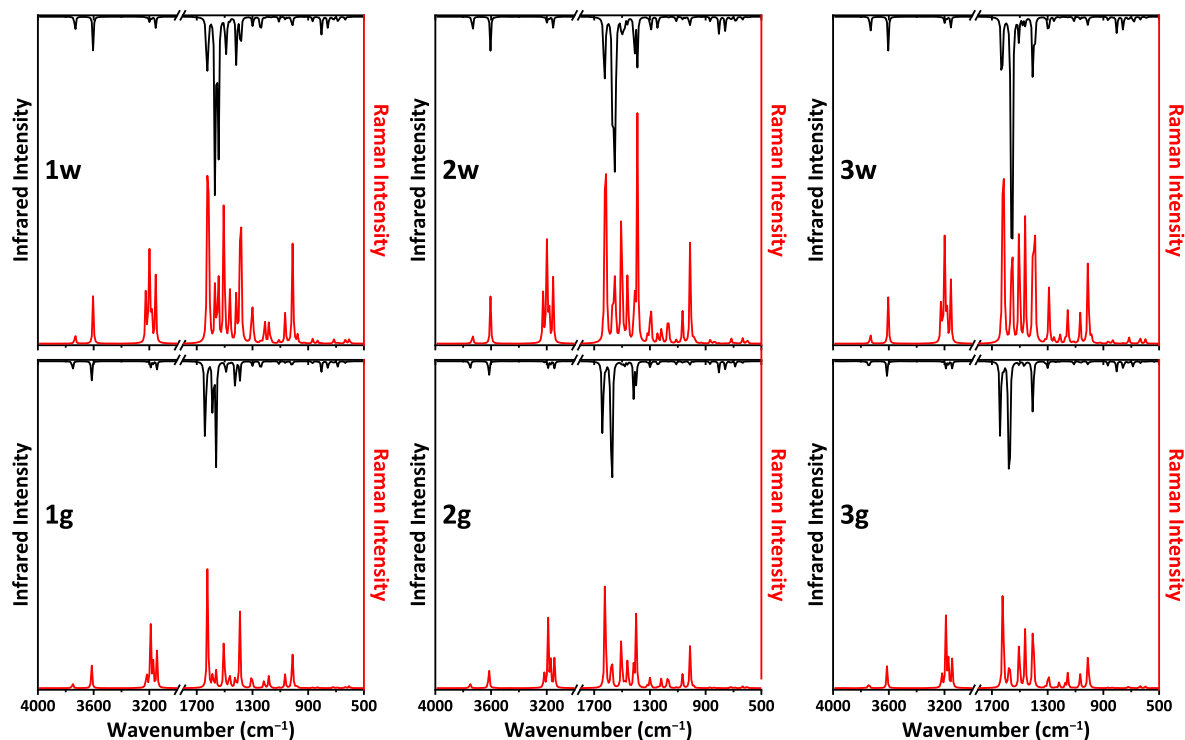 Infrared Intensity
1w
Raman Intensity
Infrared Intensity
2w
Raman Intensity
Infrared Intensity
3w
Raman Intensity
Infrared Intensity
1g
Raman Intensity
Infrared Intensity
2g
Raman Intensity
Infrared Intensity
3g
Raman Intensity
4000 3600 3200 1700 1300 900 500
4000 3600 3200 1700 1300 900 500
4000 3600 3200 1700 1300 900 500
Wavenumber (cm⁻¹)
Wavenumber (cm⁻¹)
Wavenumber (cm⁻¹)